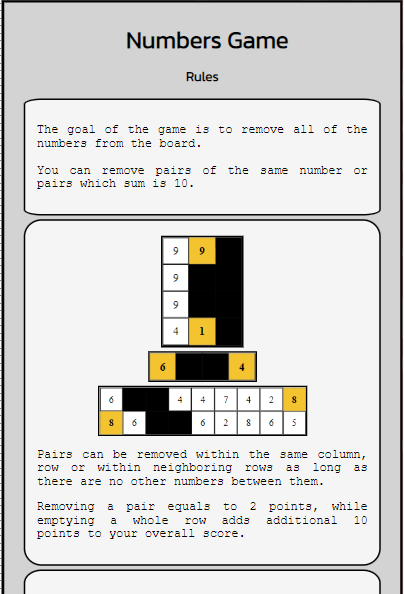 Numbers Game
Rules
The goal of the game is to remove all of the
numbers from the board.
You can remove pairs of the same number or
pairs which sum is 10.
9 9
9
9
4 1
6 4
6 4 4 7 4 2 8
8 6 6 2 8 6 5
Pairs can be removed within the same column,
row or within neighboring rows as long as
there are no other numbers between them.
Removing a pair equals to 2 points, while
emptying a whole row adds additional 10
points to your overall score.